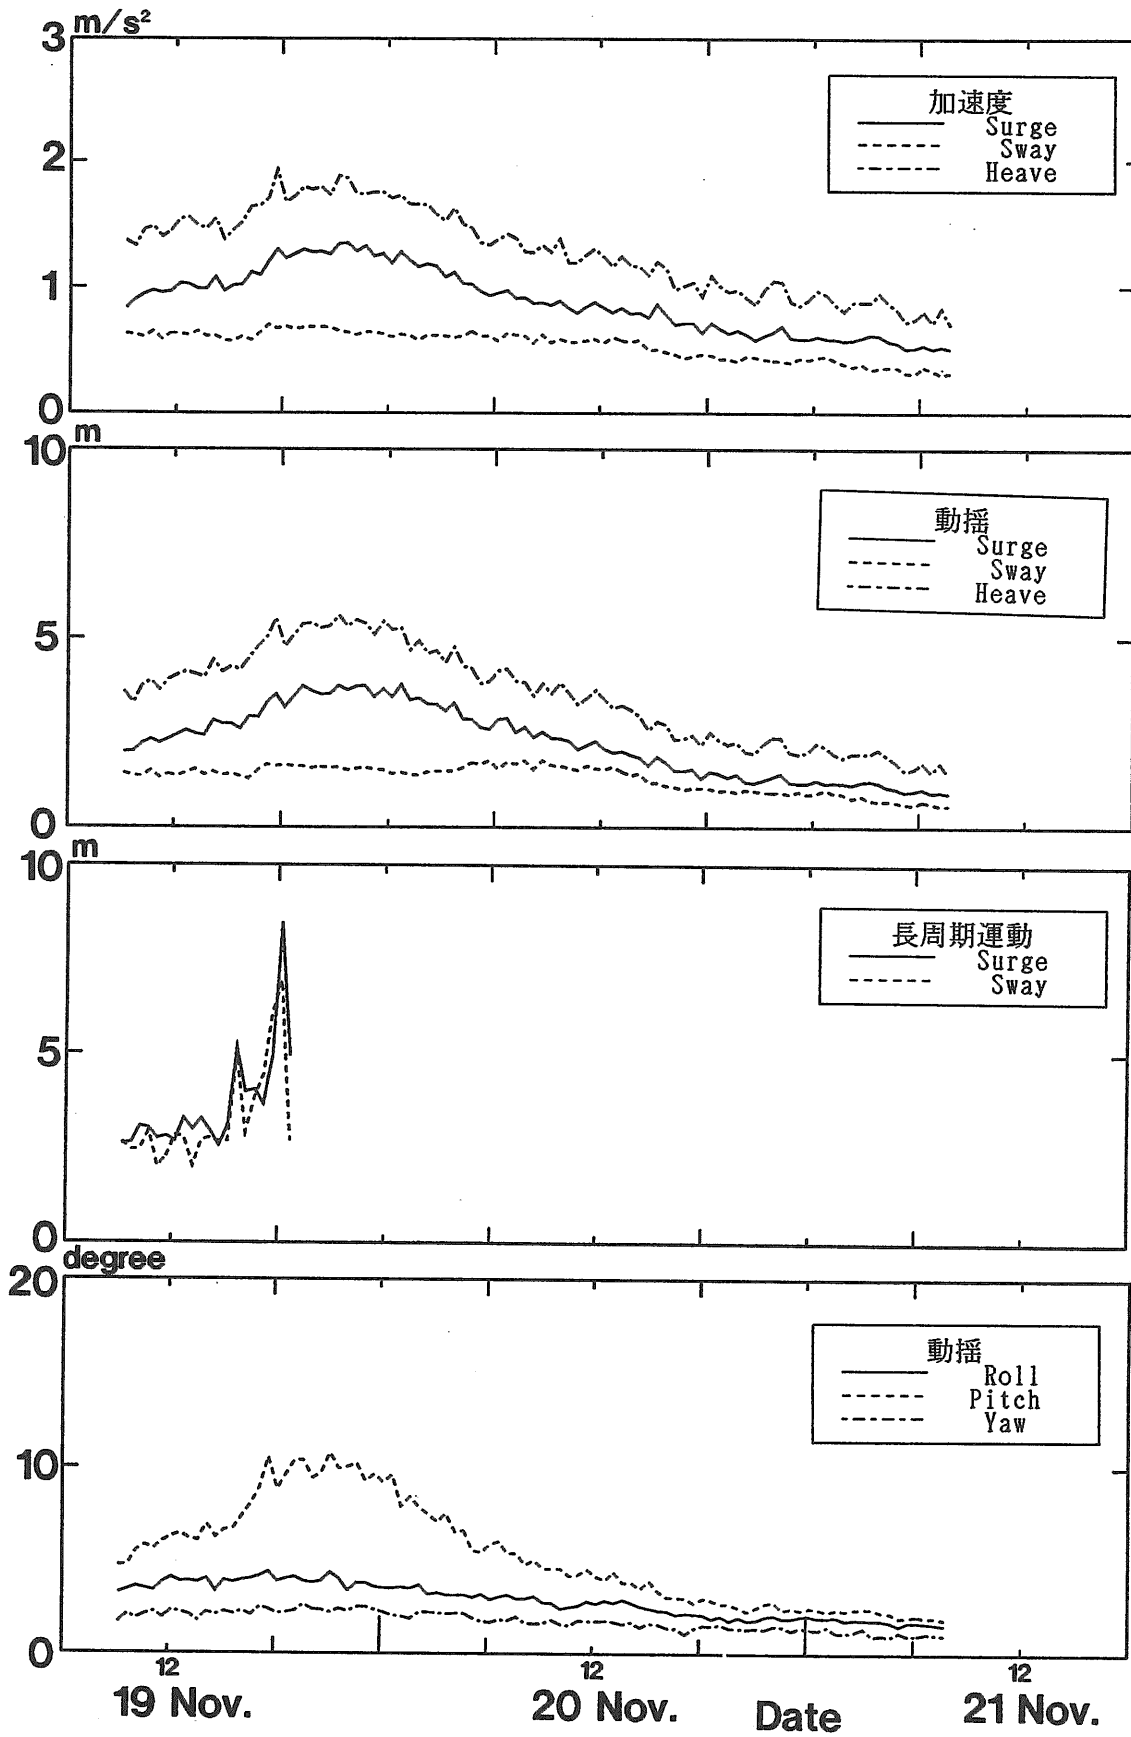 m/s²
3
2
1
0
加速度
Surge
Sway
Heave
m
10
5
0
動揺
Surge
Sway
Heave
m
10
5
0
長周期運動
Surge
Sway
degree
20
10
0
動揺
Roll
Pitch
Yaw
12 12 12
19 Nov. 20 Nov. Date 21 Nov.